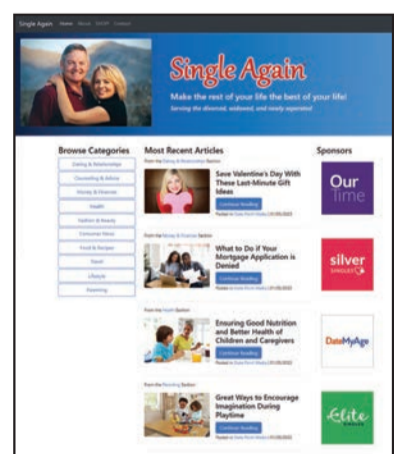 Single Again Home About SHOP Contact
Single Again
Make the rest of your life the best of your life!
Serving the divorced, widowed, and newly seperated
Browse Categories
Dating & Relationships
Counseling & Advice
Money & Finances
Health
Fashion & Beauty
Consumer News
Food & Recipes
Travel
Lifestyle
Parenting
Most Recent Articles
From the Dating & Relationships Section
Save Valentine's Day With
These Last-Minute Gift
Ideas
Continue Reading
From the Money & Finances Section
What to Do if Your
Mortgage Application is
Denied
Continue Reading
From the Health Section
Ensuring Good Nutrition
and Better Health of
Children and Caregivers
Continue Reading
From the Parenting Section
Great Ways to Encourage
Imagination During
Playtime
Continue Reading
Sponsors
Our
Time
silver
SINGLES
DateMyAge
Elite
SINGLES